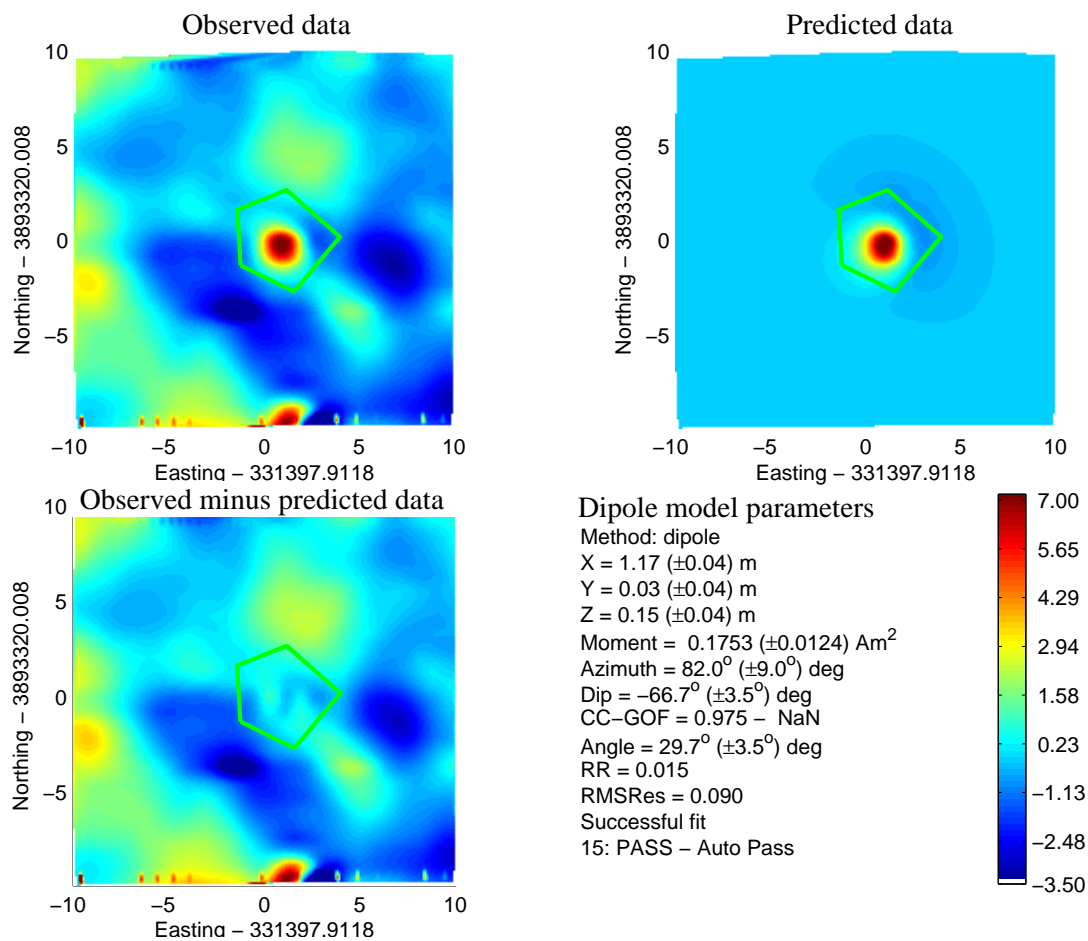 Observed data
10
5
0
−5
−10
−5
0
5
10
Northing − 3893320.008
Easting − 331397.9118
Predicted data
10
5
0
−5
−10
−5
0
5
10
Northing − 3893320.008
Easting − 331397.9118
Observed minus predicted data
10
5
0
−5
−10
−5
0
5
10
Northing − 3893320.008
Easting − 331397.9118
Dipole model parameters
Method: dipole
X = 1.17 (±0.04) m
Y = 0.03 (±0.04) m
Z = 0.15 (±0.04) m
Moment = 0.1753 (±0.0124) Am²
Azimuth = 82.0° (±9.0°) deg
Dip = −66.7° (±3.5°) deg
CC−GOF = 0.975 − NaN
Angle = 29.7° (±3.5°) deg
RR = 0.015
RMSRes = 0.090
Successful fit
15: PASS − Auto Pass
7.00
5.65
4.29
2.94
1.58
0.23
−1.13
−2.48
−3.50